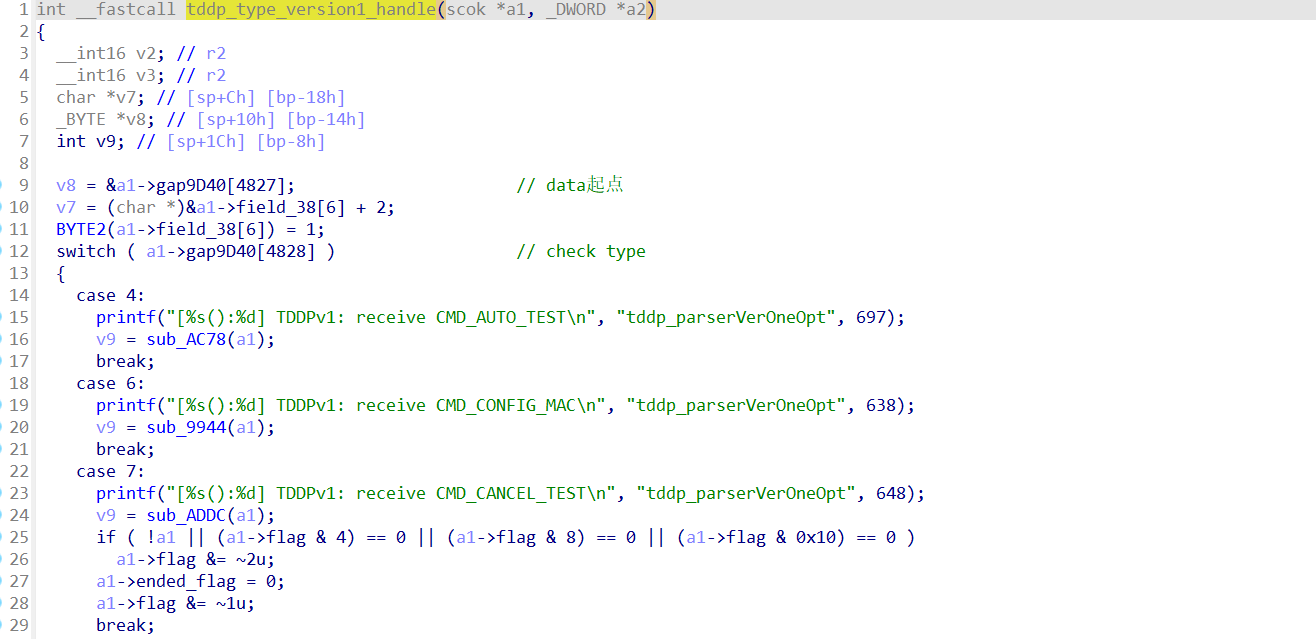 1 int __fastcall tddp_type_version1_handle(scok *a1, _DWORD *a2)
2 {
3 __int16 v2; // r2
4 __int16 v3; // r2
5 char *v7; // [sp+Ch] [bp-18h]
6 _BYTE *v8; // [sp+10h] [bp-14h]
7 int v9; // [sp+1Ch] [bp-8h]
8
9 v8 = &a1->gap9D40[4827]; // data起点
10 v7 = (char *)&a1->field_38[6] + 2;
11 BYTE2(a1->field_38[6]) = 1;
12 switch ( a1->gap9D40[4828] ) // check type
13 {
14 case 4:
15 printf("[%s():%d] TDDPv1: receive CMD_AUTO_TEST\n", "tddp_parserVerOneOpt", 697);
16 v9 = sub_AC78(a1);
17 break;
18 case 6:
19 printf("[%s():%d] TDDPv1: receive CMD_CONFIG_MAC\n", "tddp_parserVerOneOpt", 638);
20 v9 = sub_9944(a1);
21 break;
22 case 7:
23 printf("[%s():%d] TDDPv1: receive CMD_CANCEL_TEST\n", "tddp_parserVerOneOpt", 648);
24 v9 = sub_ADDC(a1);
25 if ( !a1 || (a1->flag & 4) == 0 || (a1->flag & 8) == 0 || (a1->flag & 0x10) == 0 )
26 a1->flag &= ~2u;
27 a1->ended_flag = 0;
28 a1->flag &= ~1u;
29 break;